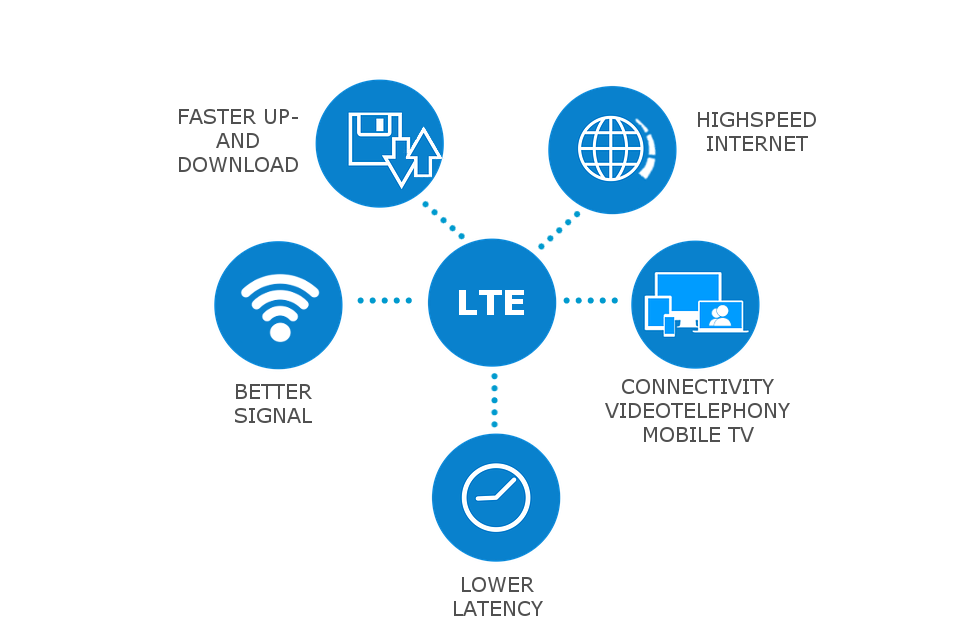 FASTER UP-
AND
DOWNLOAD
HIGHSPEED
INTERNET
LTE
BETTER
SIGNAL
CONNECTIVITY
VIDEOTELEPHONY
MOBILE TV
LOWER
LATENCY